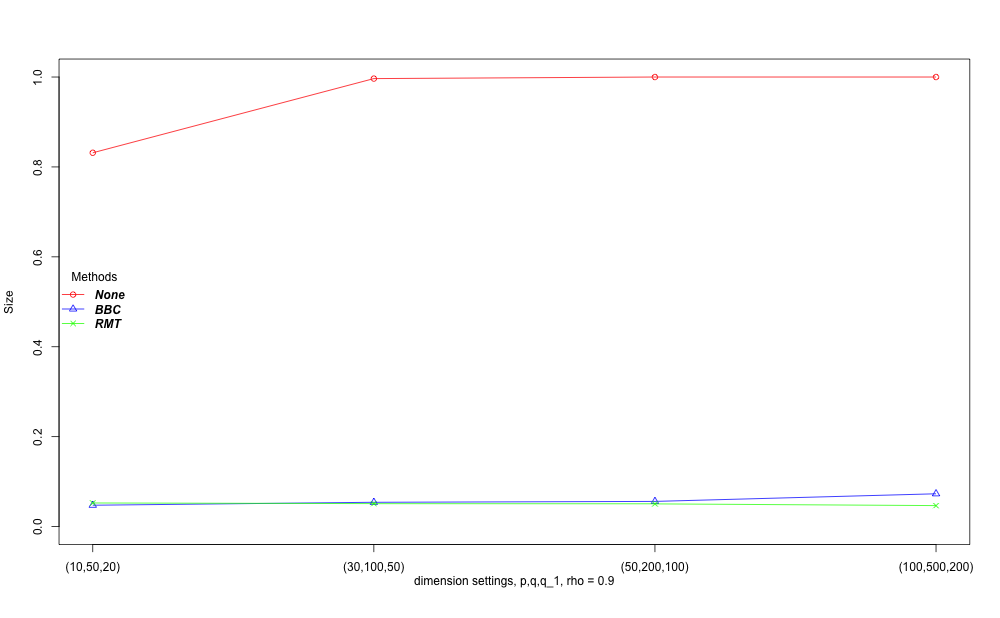 Size
1.0
0.8
0.6
0.4
0.2
0.0
Methods
None
BBC
RMT
(10,50,20)
(30,100,50)
(50,200,100)
(100,500,200)
dimension settings, p,q,q_1, rho = 0.9